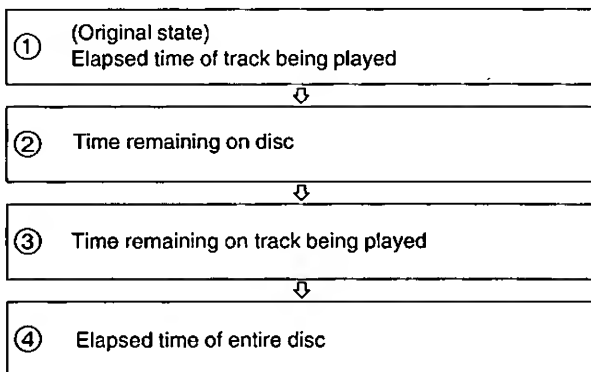 ① (Original state)
Elapsed time of track being played
② Time remaining on disc
③ Time remaining on track being played
④ Elapsed time of entire disc